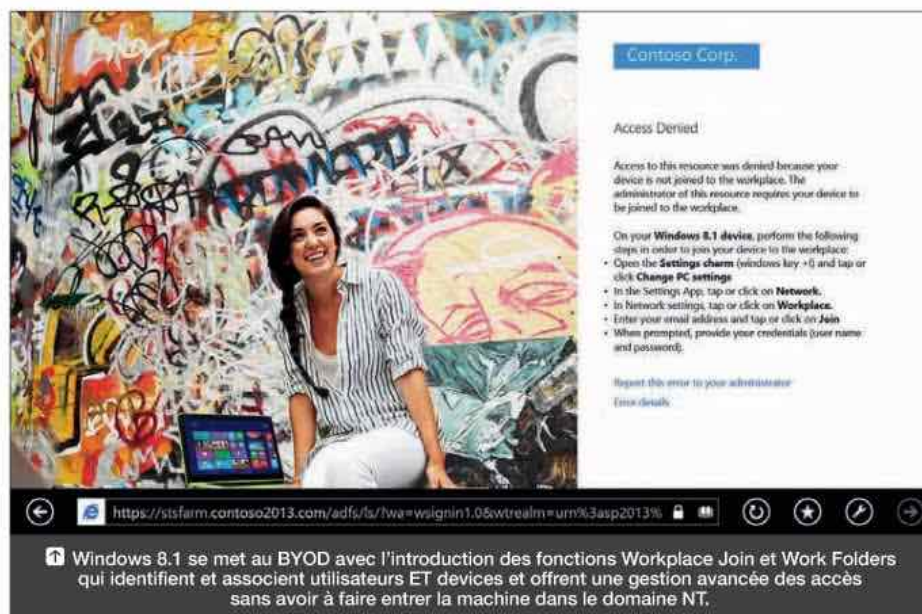 Contoso Corp.
Access Denied
Access to this resource was denied because your
device is not joined to the workplace. The
administrator of this resource requires your device to
be joined to the workplace.
On your Windows 8.1 device, perform the following
steps in order to join your device to the workplace:
• Open the Settings charm (windows key +I) and tap or
click Change PC settings
• In the Settings App, tap or click on Network.
• In Network settings, tap or click on Workplace.
• Enter your email address and tap or click on Join
• When prompted, provide your credentials (user name
and password).
Report this error to your administrator
Error details
https://stsfarm.contoso2013.com/adfs/ls/?wa=wsignin1.0&wtrealm=urn%3asp2013%
Windows 8.1 se met au BYOD avec l'introduction des fonctions Workplace Join et Work Folders
qui identifient et associent utilisateurs ET devices et offrent une gestion avancée des accès
sans avoir à faire entrer la machine dans le domaine NT.